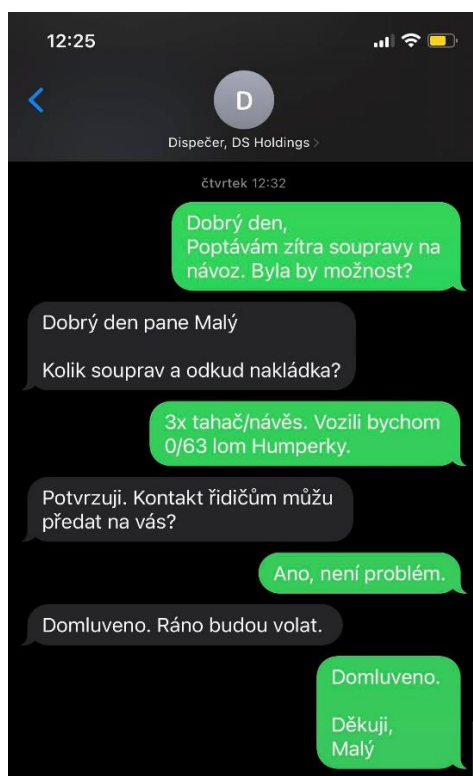 12:25
D
Dispečer, DS Holdings
čtvrtek 12:32
Dobrý den,
Poptávám zítra soupravy na
návoz. Byla by možnost?
Dobrý den pane Malý
Kolik souprav a odkud nakládka?
3x tahač/návěs. Vozili bychom
0/63 lom Humperky.
Potvrzuji. Kontakt řidičům můžu
předat na vás?
Ano, není problém.
Domluveno. Ráno budou volat.
Domluveno.
Děkuji,
Malý